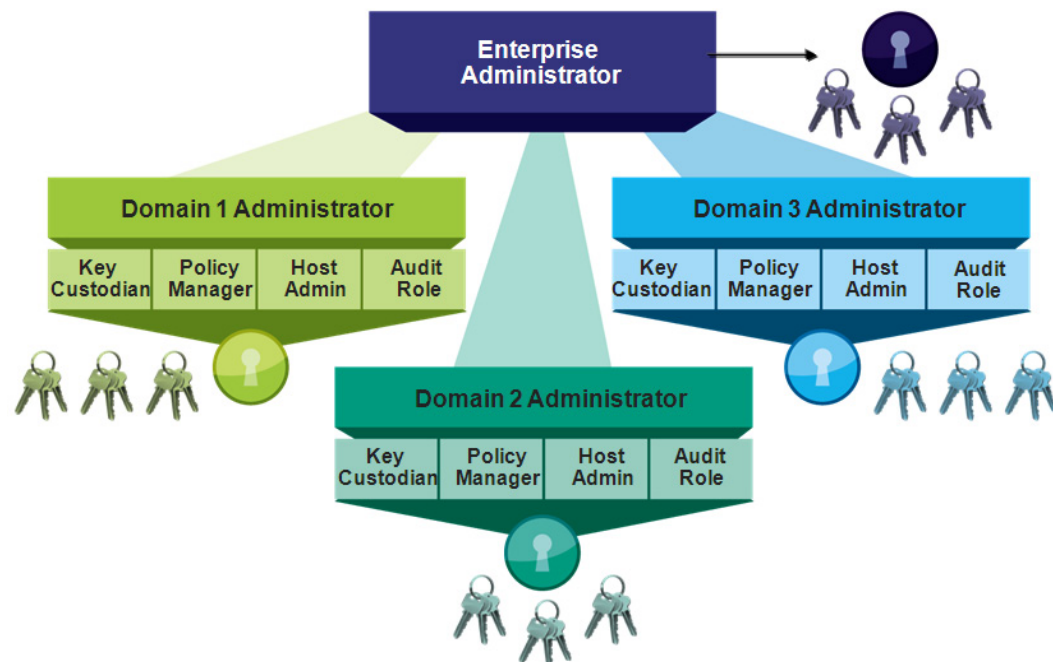 Enterprise
Administrator
Domain 1 Administrator
Key
Custodian
Policy
Manager
Host
Admin
Audit
Role
Domain 3 Administrator
Key
Custodian
Policy
Manager
Host
Admin
Audit
Role
Domain 2 Administrator
Key
Custodian
Policy
Manager
Host
Admin
Audit
Role